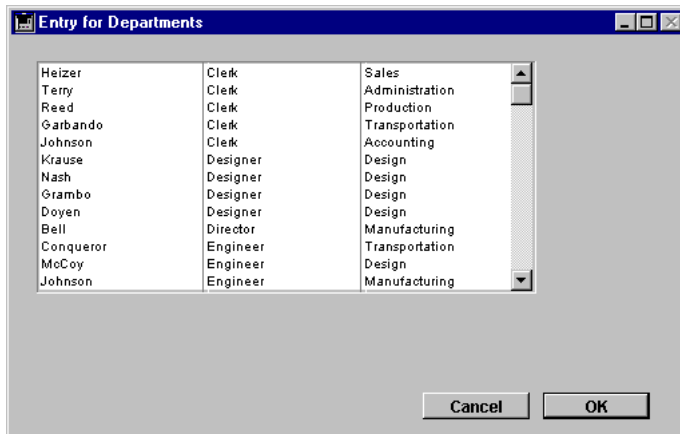 Entry for Departments
Heizer Clerk Sales
Terry Clerk Administration
Reed Clerk Production
Garbando Clerk Transportation
Johnson Clerk Accounting
Krause Designer Design
Nash Designer Design
Grambo Designer Design
Doyen Designer Design
Bell Director Manufacturing
Conqueror Engineer Transportation
McCoy Engineer Design
Johnson Engineer Manufacturing
Cancel OK